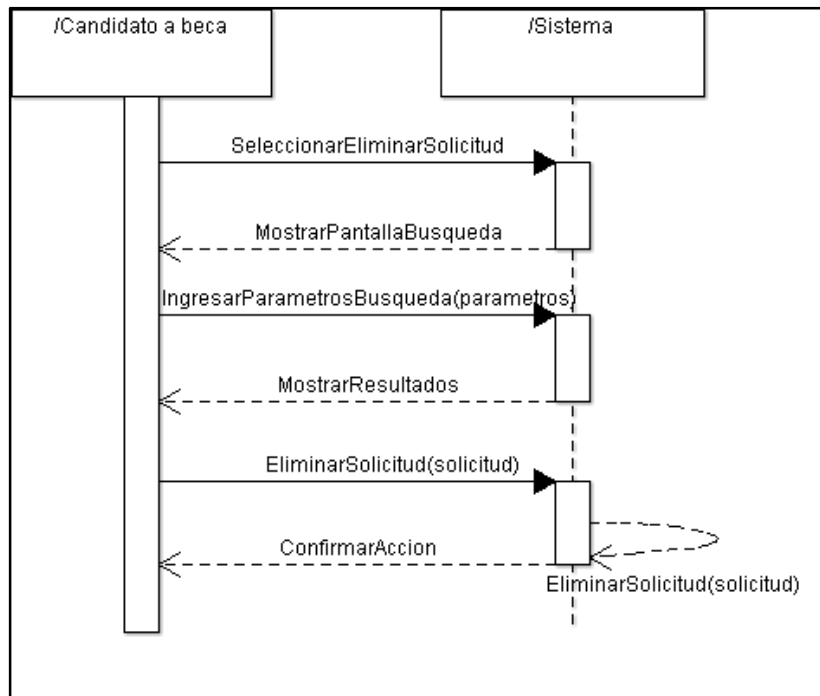 /Candidato a beca
/Sistema
SeleccionarEliminarSolicitud
MostrarPantallaBusqueda
IngresarParametrosBusqueda(parametros)
MostrarResultados
EliminarSolicitud(solicitud)
ConfirmarAccion
EliminarSolicitud(solicitud)